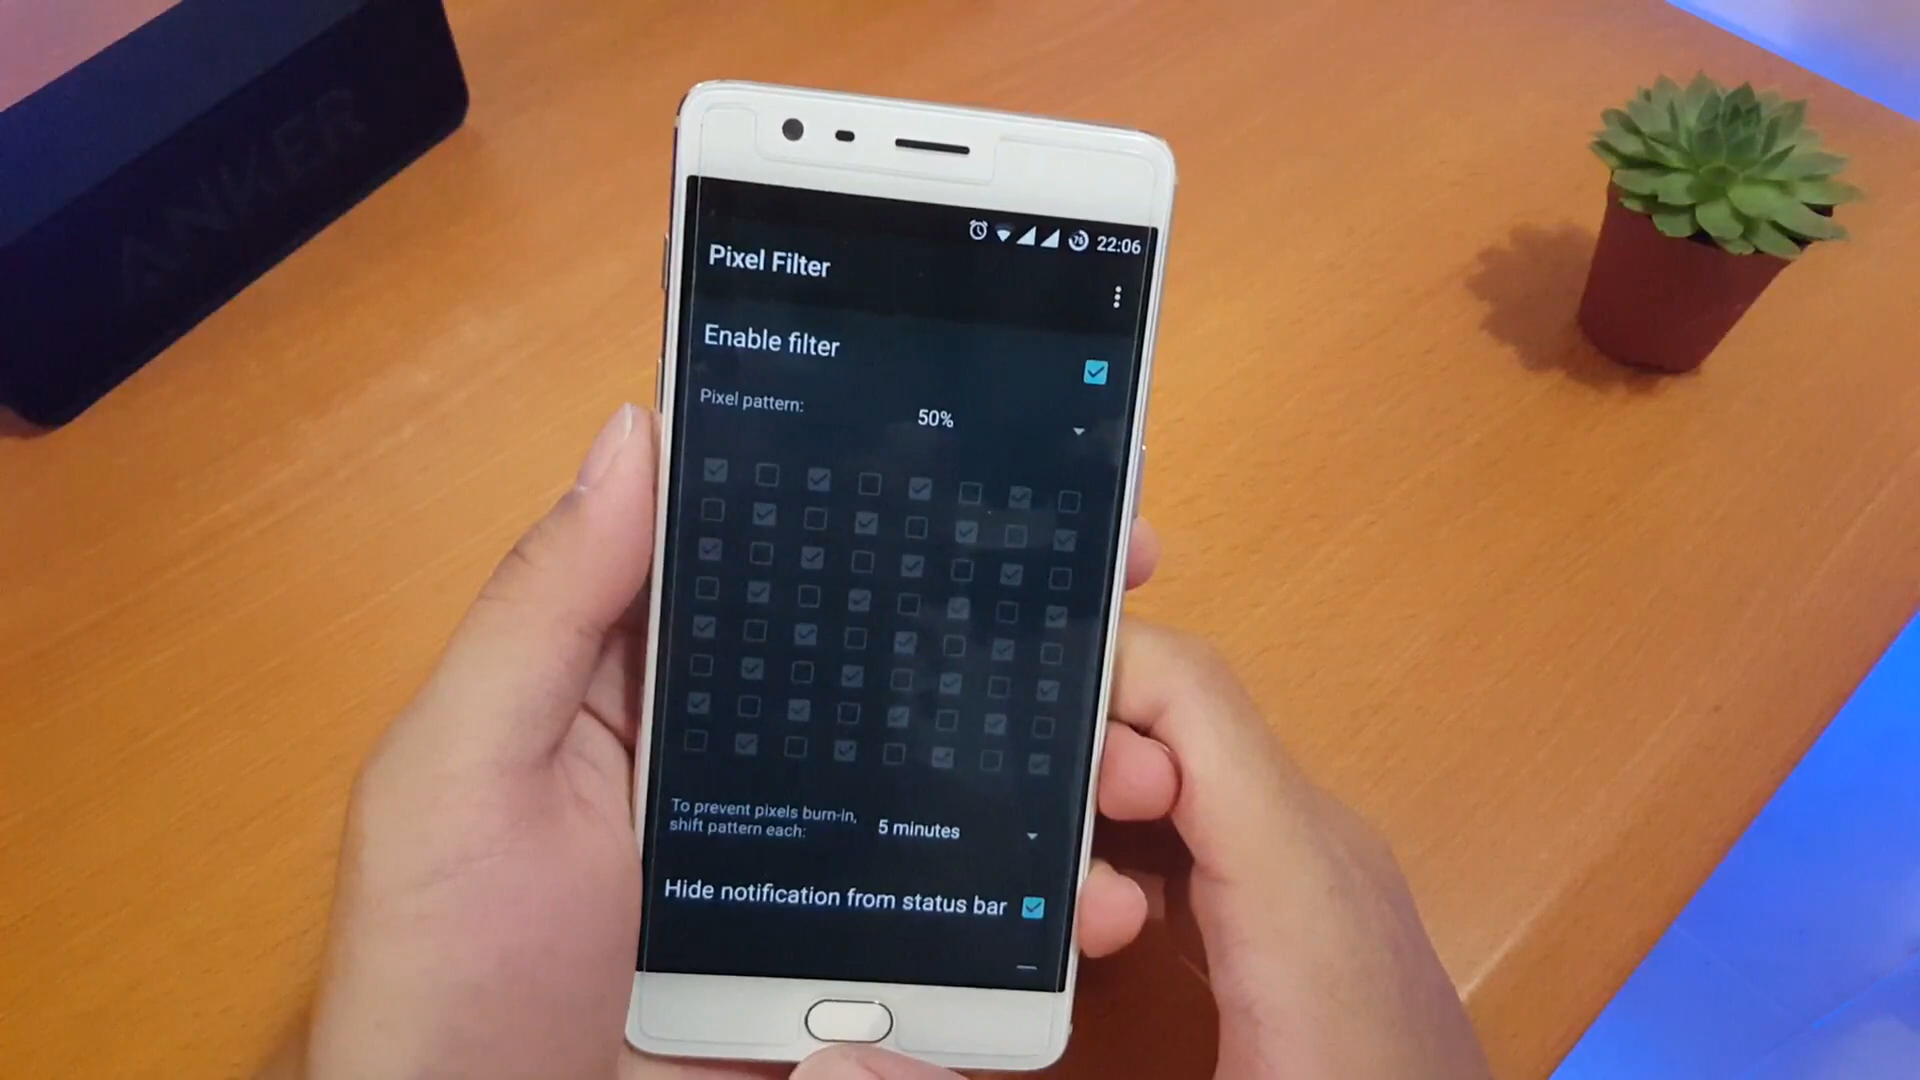 ANKER
22:06
Pixel Filter
Enable filter
Pixel pattern:
50%
To prevent pixels burn-in,
shift pattern each:
5 minutes
Hide notification from status bar